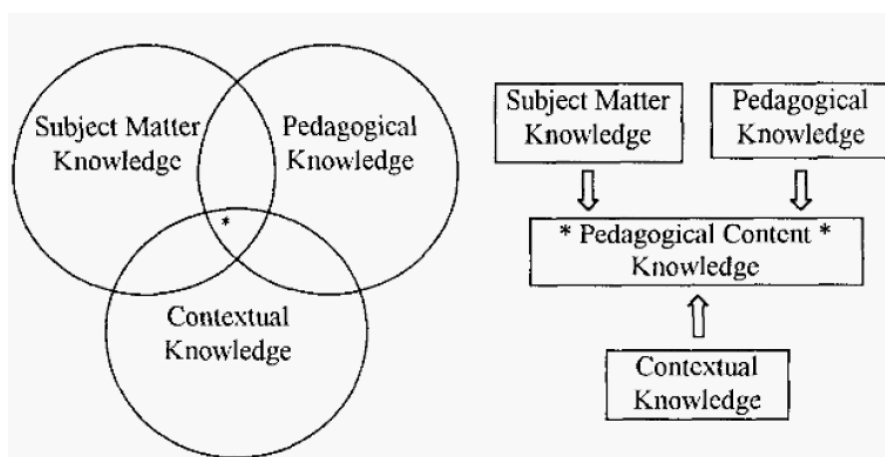 Subject Matter
Knowledge
Pedagogical
Knowledge
*
Contextual
Knowledge
Subject Matter
Knowledge
Pedagogical
Knowledge
* Pedagogical Content *
Knowledge
Contextual
Knowledge